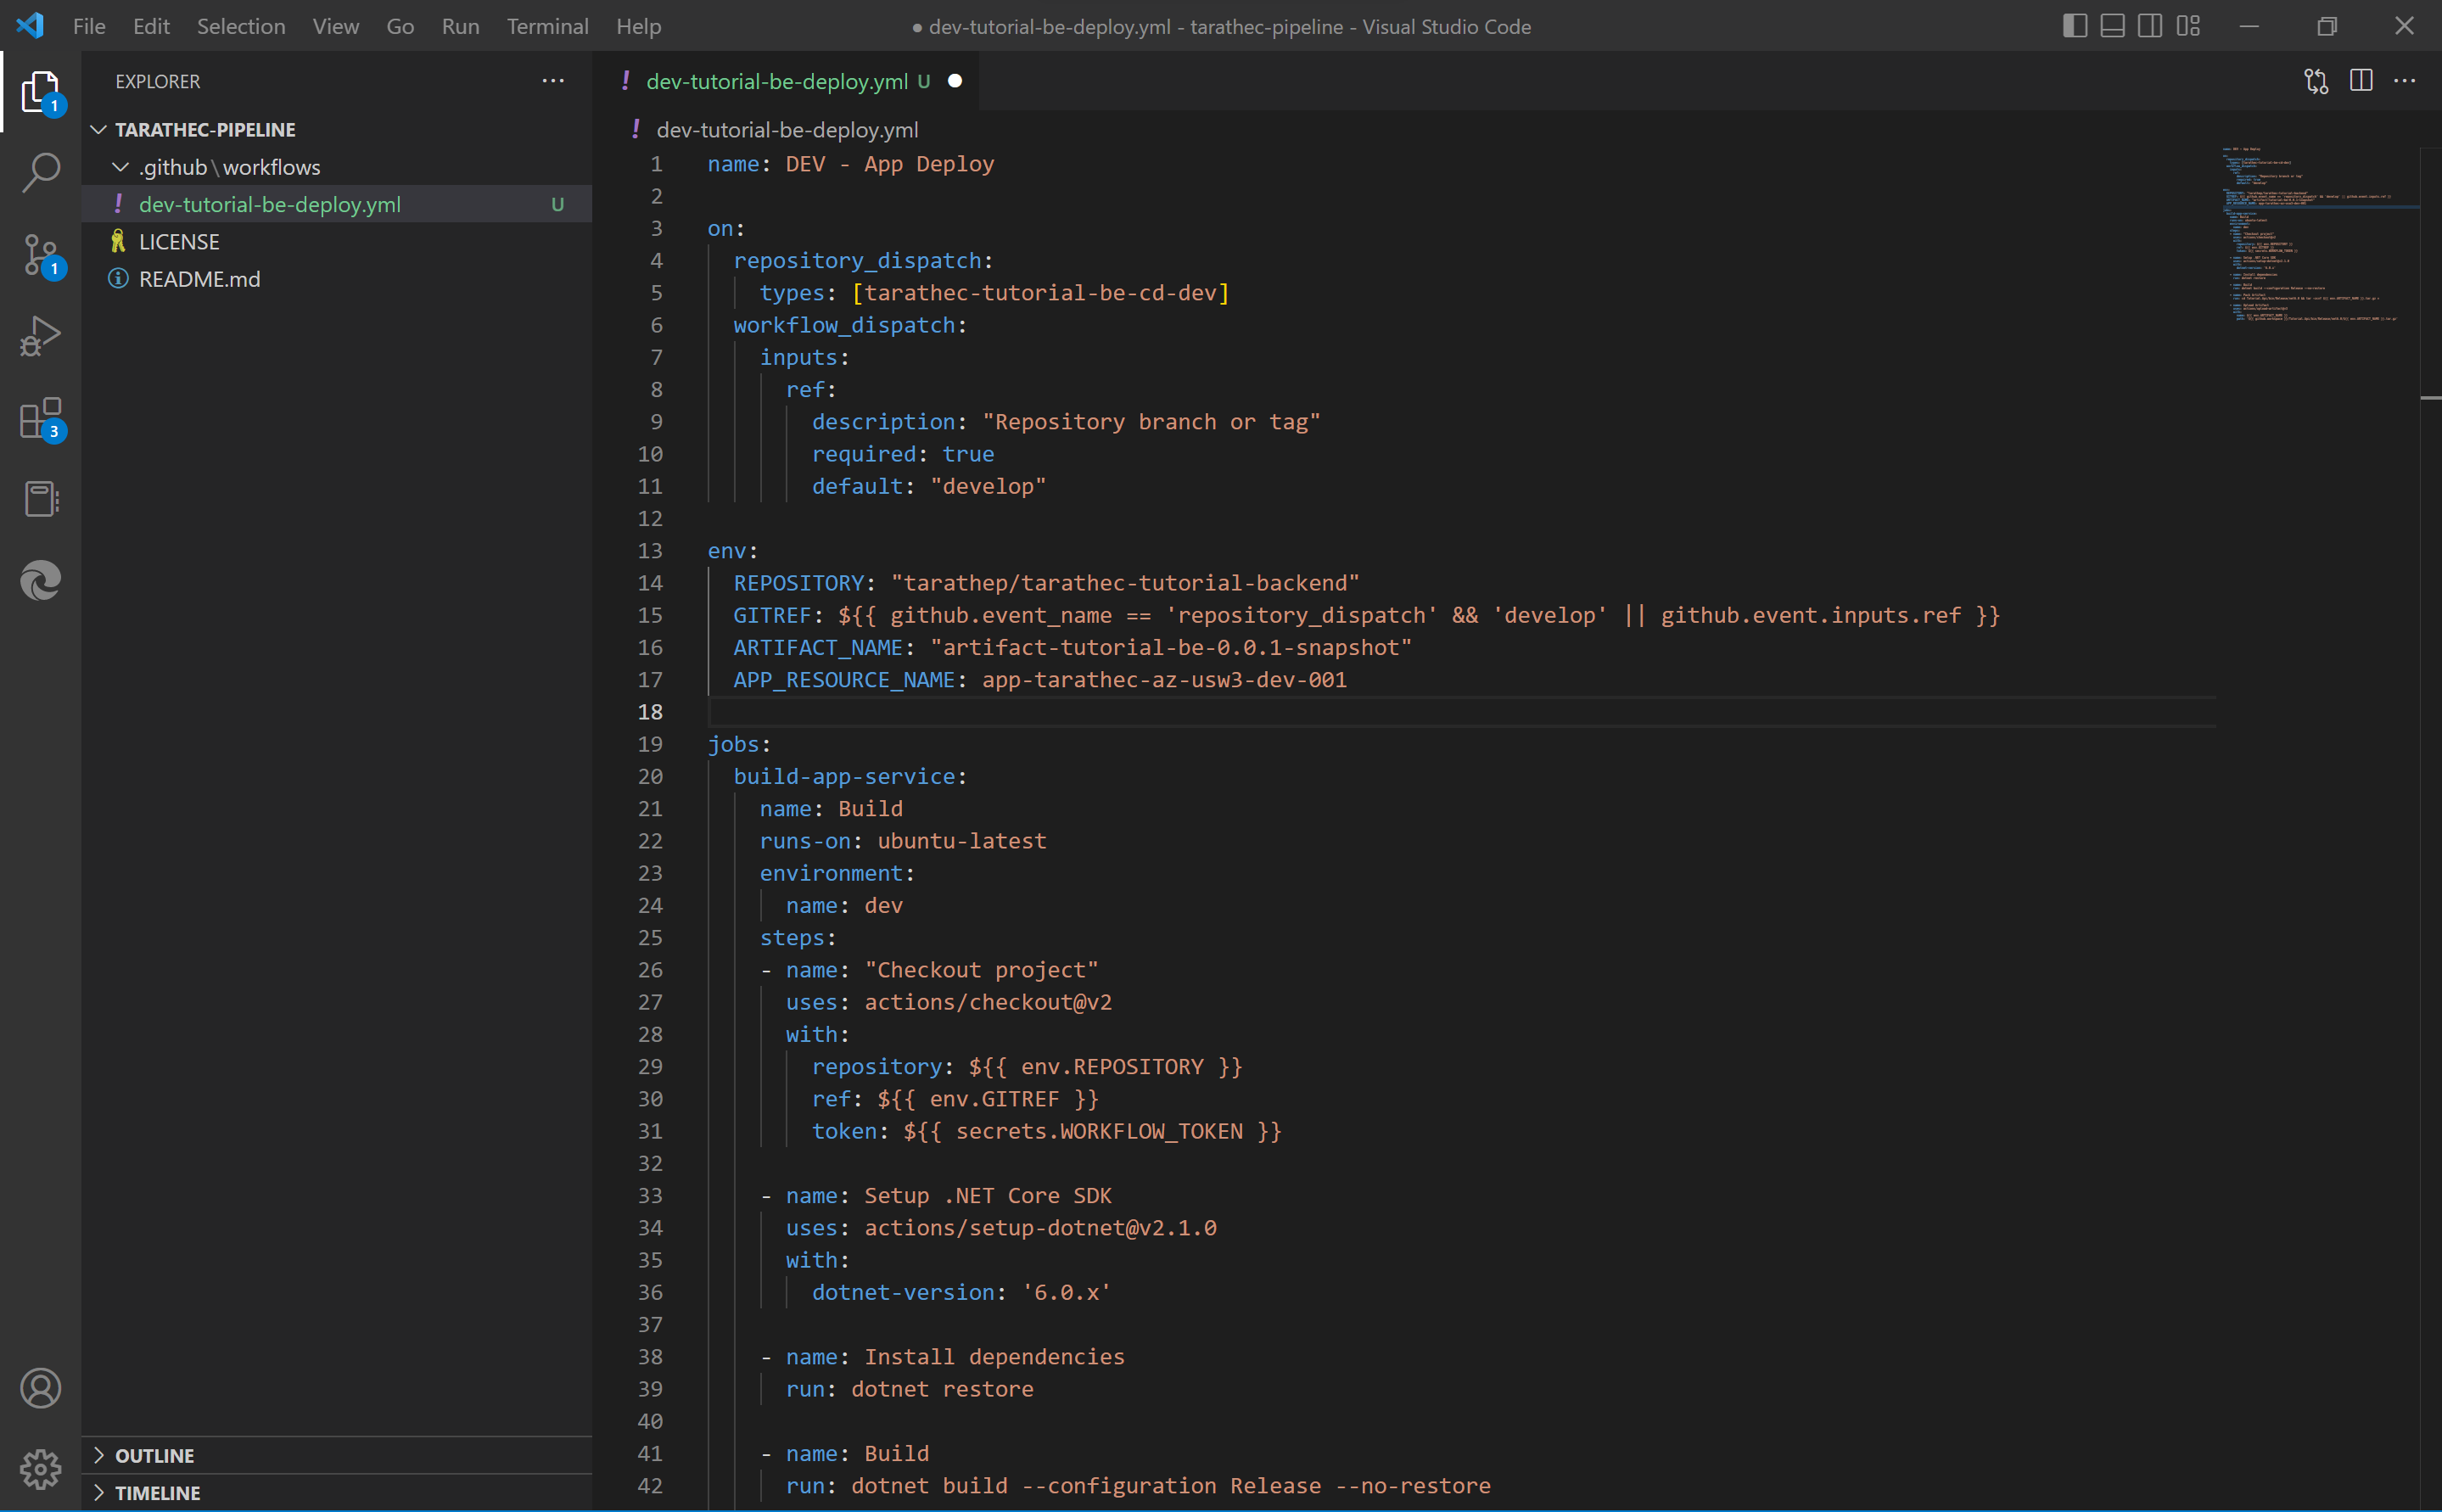 File Edit Selection View Go Run Terminal Help
● dev-tutorial-be-deploy.yml - tarathec-pipeline - Visual Studio Code
EXPLORER
TARATHEC-PIPELINE
.github\workflows
! dev-tutorial-be-deploy.yml U
LICENSE
README.md
OUTLINE
TIMELINE
1
1
3
! dev-tutorial-be-deploy.yml U
! dev-tutorial-be-deploy.yml
1 name: DEV - App Deploy
2
3 on:
4 repository_dispatch:
5 types: [tarathec-tutorial-be-cd-dev]
6 workflow_dispatch:
7 inputs:
8 ref:
9 description: "Repository branch or tag"
10 required: true
11 default: "develop"
12
13 env:
14 REPOSITORY: "tarathep/tarathec-tutorial-backend"
15 GITREF: ${{ github.event_name == 'repository_dispatch' && 'develop' || github.event.inputs.ref }}
16 ARTIFACT_NAME: "artifact-tutorial-be-0.0.1-snapshot"
17 APP_RESOURCE_NAME: app-tarathec-az-usw3-dev-001
18
19 jobs:
20 build-app-service:
21 name: Build
22 runs-on: ubuntu-latest
23 environment:
24 name: dev
25 steps:
26 - name: "Checkout project"
27 uses: actions/checkout@v2
28 with:
29 repository: ${{ env.REPOSITORY }}
30 ref: ${{ env.GITREF }}
31 token: ${{ secrets.WORKFLOW_TOKEN }}
32
33 - name: Setup .NET Core SDK
34 uses: actions/setup-dotnet@v2.1.0
35 with:
36 dotnet-version: '6.0.x'
37
38 - name: Install dependencies
39 run: dotnet restore
40
41 - name: Build
42 run: dotnet build --configuration Release --no-restore